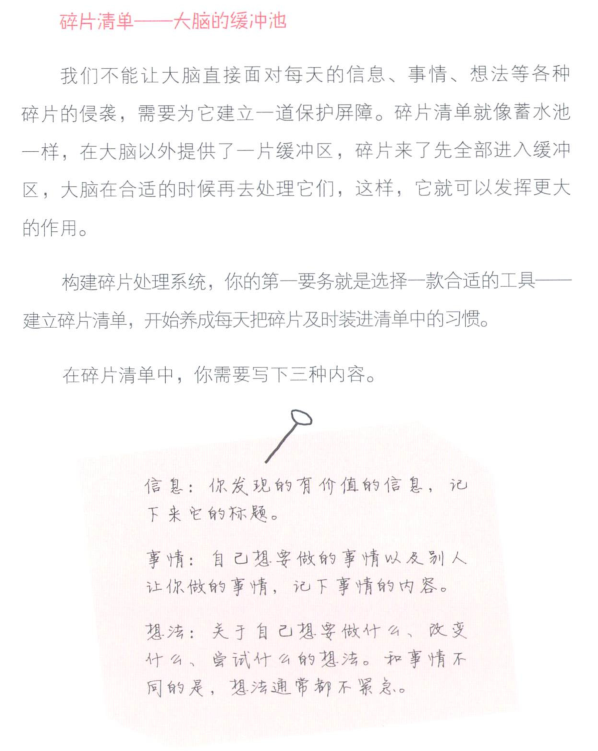 碎片清单——大脑的缓冲池
我们不能让大脑直接面对每天的信息、事情、想法等各种
碎片的侵袭，需要为它建立一道保护屏障。碎片清单就像蓄水池
一样，在大脑以外提供了一片缓冲区，碎片来了先全部进入缓冲
区，大脑在合适的时候再去处理它们，这样，它就可以发挥更大
的作用。
构建碎片处理系统，你的第一要务就是选择一款合适的工具——
建立碎片清单，开始养成每天把碎片及时装进清单中的习惯。
在碎片清单中，你需要写下三种内容。
信息：你发现的有价值的信息，记
下来它的标题。
事情：自己想要做的事情以及别人
让你做的事情，记下事情的内容。
想法：关于自己想要做什么、改变
什么、尝试什么的想法。和事情不
同的是，想法通常都不紧急。